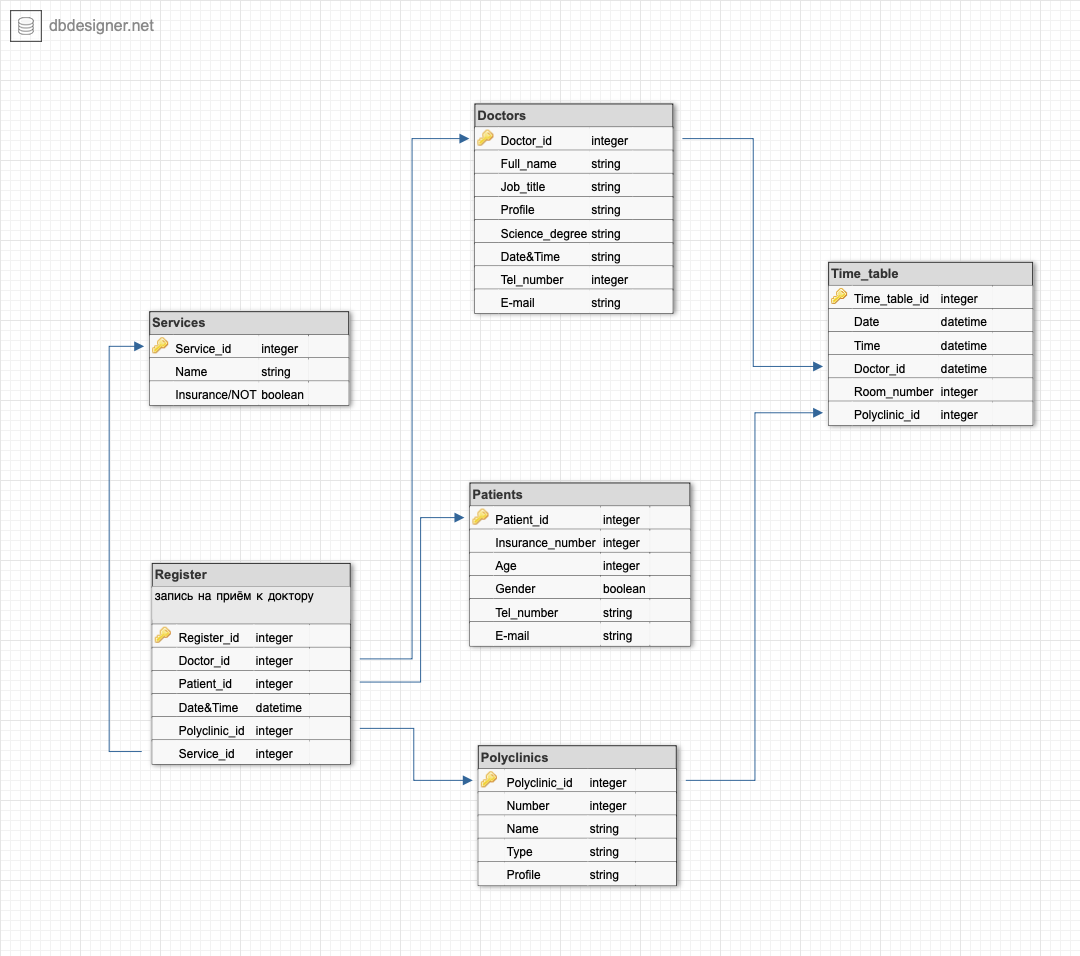 dbdesigner.net
Doctors
Doctor_id integer
Full_name string
Job_title string
Profile string
Science_degree string
Date&Time string
Tel_number integer
E-mail string
Time_table
Time_table_id integer
Date datetime
Time datetime
Doctor_id datetime
Room_number integer
Polyclinic_id integer
Services
Service_id integer
Name string
Insurance/NOT boolean
Patients
Patient_id integer
Insurance_number integer
Age integer
Gender boolean
Tel_number string
E-mail string
Register
запись на приём к доктору
Register_id integer
Doctor_id integer
Patient_id integer
Date&Time datetime
Polyclinic_id integer
Service_id integer
Polyclinics
Polyclinic_id integer
Number integer
Name string
Type string
Profile string